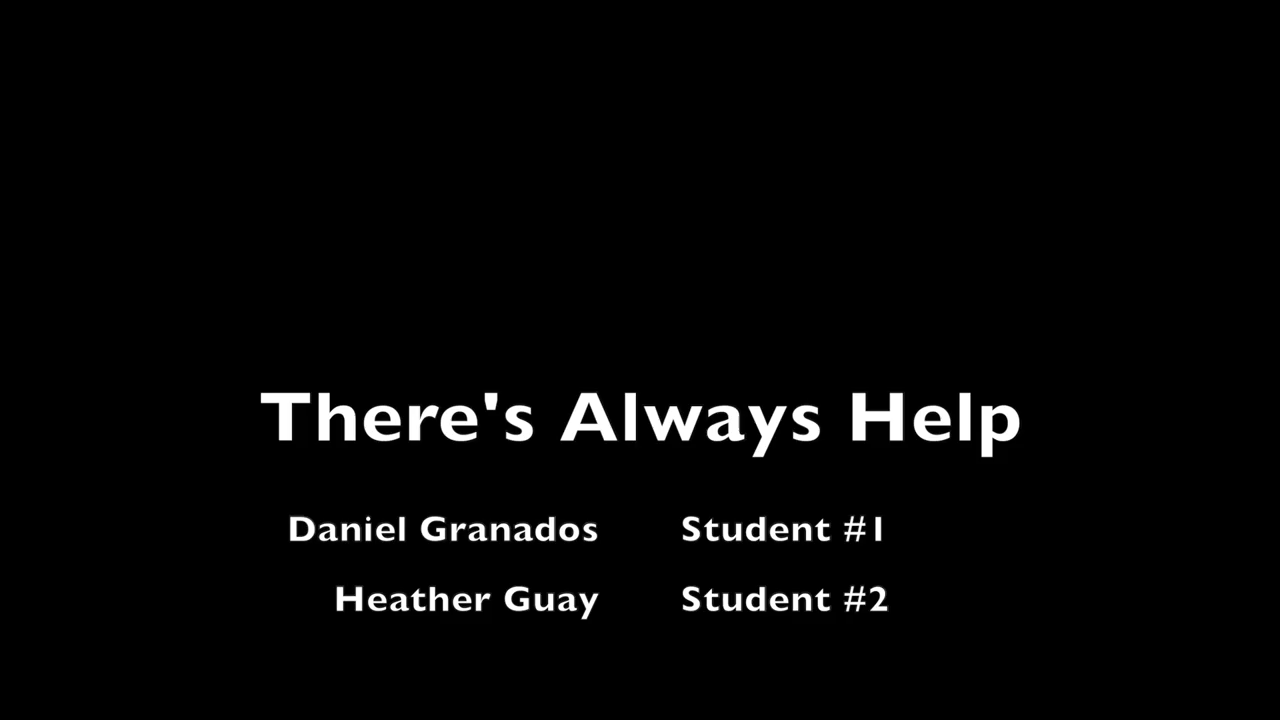 There's Always Help
Daniel Granados Student #1
Heather Guay Student #2